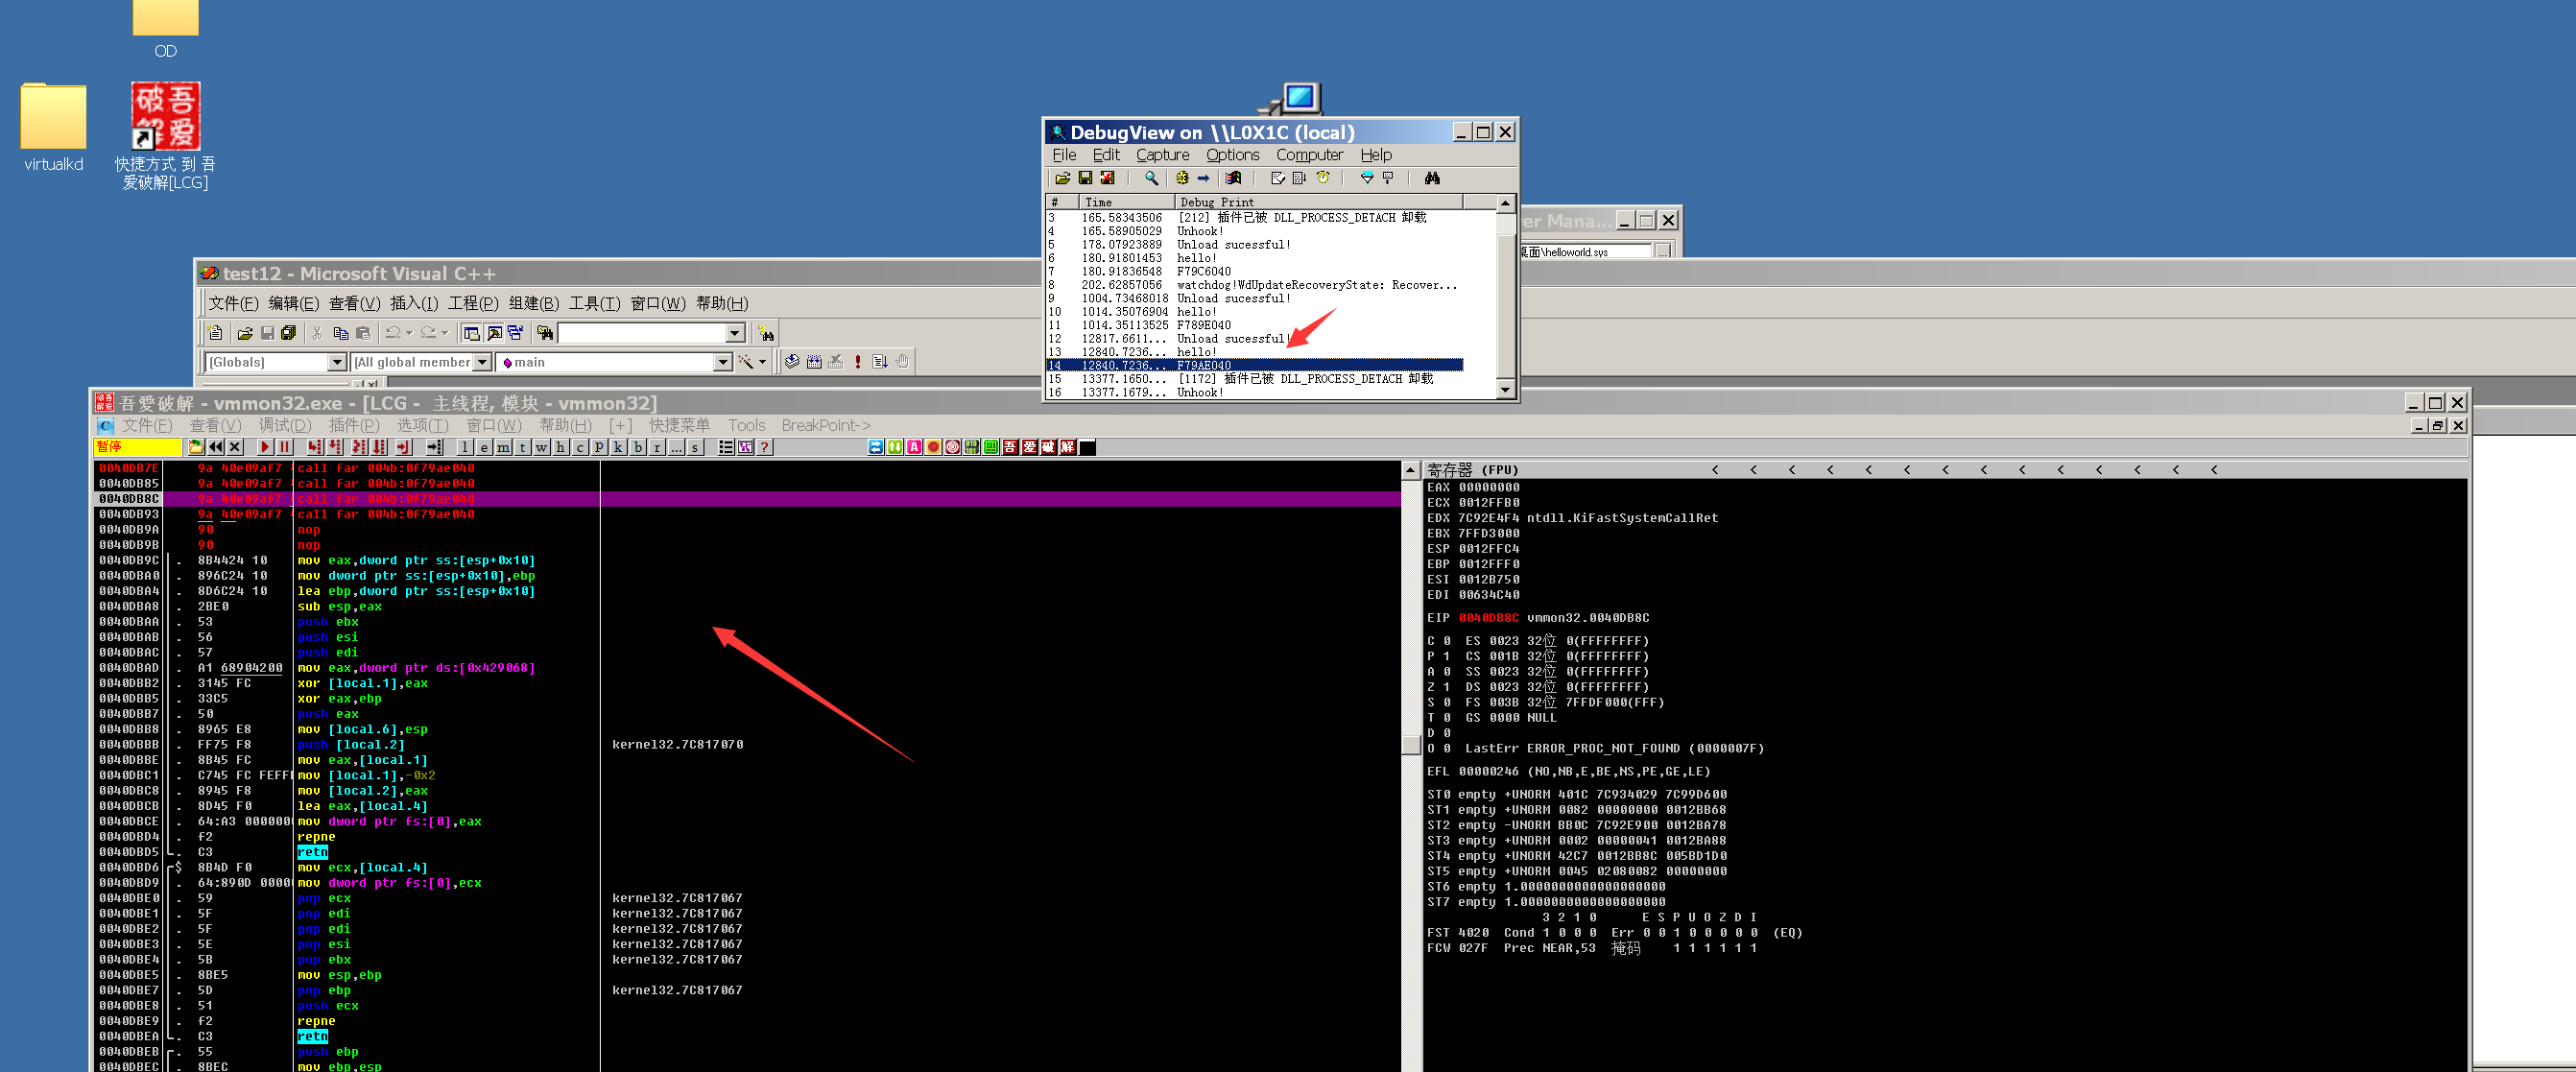 OD
virtualkd
快捷方式 到 吾
爱破解[LCG]
DebugView on \\L0X1C (local)
File Edit Capture Options Computer Help
# Time Debug Print
3 165.58343506 [212] 插件已被 DLL_PROCESS_DETACH 卸载
4 165.58905029 Unhook!
5 178.07923889 Unload sucessful!
6 180.91801453 hello!
7 180.91836548 F79C6040
8 202.62857056 watchdog!WdUpdateRecoveryState: Recover...
9 1004.73468018 Unload sucessful!
10 1014.35076904 hello!
11 1014.35113525 F789E040
12 12817.6611... Unload sucessful!
13 12840.7236... hello!
14 12840.7236... F79AE040
15 13377.1650... [1172] 插件已被 DLL_PROCESS_DETACH 卸载
16 13377.1679... Unhook!
er Mana...
桌面\helloworld.sys ...
test12 - Microsoft Visual C++
文件(F) 编辑(E) 查看(V) 插入(I) 工程(P) 组建(B) 工具(T) 窗口(W) 帮助(H)
(Globals) (All global member main
吾愛破解 - vmmon32.exe - [LCG - 主线程, 模块 - vmmon32]
文件(F) 查看(V) 调试(D) 插件(P) 选项(T) 窗口(W) 帮助(H) [+] 快捷菜单 Tools BreakPoint->
暂停 l e m t w h c p k b r ... s ? 吾 爱 破 解
0040DB7E 9a 40e09af7 call far 004b:0f79ae040
0040DB85 9a 40e09af7 call far 004b:0f79ae040
0040DB8C 9a 40e09af7 call far 004b:0f79ae040
0040DB93 9a 40e09af7 call far 004b:0f79ae040
0040DB9A 90 nop
0040DB9B 90 nop
0040DB9C . 8B4424 10 mov eax,dword ptr ss:[esp+0x10]
0040DBA0 . 896C24 10 mov dword ptr ss:[esp+0x10],ebp
0040DBA4 . 8D6C24 10 lea ebp,dword ptr ss:[esp+0x10]
0040DBA8 . 2BE0 sub esp,eax
0040DBAA . 53 push ebx
0040DBAB . 56 push esi
0040DBAC . 57 push edi
0040DBAD . A1 68904200 mov eax,dword ptr ds:[0x429068]
0040DBB2 . 3145 FC xor [local.1],eax
0040DBB5 . 33C5 xor eax,ebp
0040DBB7 . 50 push eax
0040DBB8 . 8965 E8 mov [local.6],esp
0040DBBB . FF75 F8 push [local.2] kernel32.7C817070
0040DBBE . 8B45 FC mov eax,[local.1]
0040DBC1 . C745 FC FEFF mov [local.1],-0x2
0040DBC8 . 8945 F8 mov [local.2],eax
0040DBCB . 8D45 F0 lea eax,[local.4]
0040DBCE . 64:A3 0000000 mov dword ptr fs:[0],eax
0040DBD4 . f2 repne
0040DBD5 . C3 retn
0040DBD6 $ 8B4D F0 mov ecx,[local.4]
0040DBD9 . 64:890D 0000 mov dword ptr fs:[0],ecx
0040DBE0 . 59 pop ecx kernel32.7C817067
0040DBE1 . 5F pop edi kernel32.7C817067
0040DBE2 . 5F pop edi kernel32.7C817067
0040DBE3 . 5E pop esi kernel32.7C817067
0040DBE4 . 5B pop ebx kernel32.7C817067
0040DBE5 . 8BE5 mov esp,ebp
0040DBE7 . 5D pop ebp kernel32.7C817067
0040DBE8 . 51 push ecx
0040DBE9 . f2 repne
0040DBEA . C3 retn
0040DBEB . 55 push ebp
0040DBEC . 8BEC mov ebp,esp
寄存器 (FPU) < < < < < < < < < < < < < <
EAX 00000000
ECX 0012FFB0
EDX 7C92E4F4 ntdll.KiFastSystemCallRet
EBX 7FFD3000
ESP 0012FFC4
EBP 0012FFF0
ESI 0012B750
EDI 00634C40
EIP 0040DB8C vmmon32.0040DB8C
C 0 ES 0023 32位 0(FFFFFFFF)
P 1 CS 001B 32位 0(FFFFFFFF)
A 0 SS 0023 32位 0(FFFFFFFF)
Z 1 DS 0023 32位 0(FFFFFFFF)
S 0 FS 003B 32位 7FFDF000(FFF)
T 0 GS 0000 NULL
D 0
O 0 LastErr ERROR_PROC_NOT_FOUND (0000007F)
EFL 00000246 (NO,NB,E,BE,NS,PE,GE,LE)
ST0 empty +UNORM 401C 7C934029 7C99D600
ST1 empty +UNORM 0082 00000000 0012BB68
ST2 empty -UNORM BB0C 7C92E900 0012BA78
ST3 empty +UNORM 0002 00000041 0012BA88
ST4 empty +UNORM 42C7 0012BB8C 005BD1D0
ST5 empty +UNORM 0045 02080082 00000000
ST6 empty 1.0000000000000000000
ST7 empty 1.0000000000000000000
3 2 1 0 E S P U O Z D I
FST 4020 Cond 1 0 0 0 Err 0 0 1 0 0 0 0 0 (EQ)
FCW 027F Prec NEAR,53 掩码 1 1 1 1 1 1